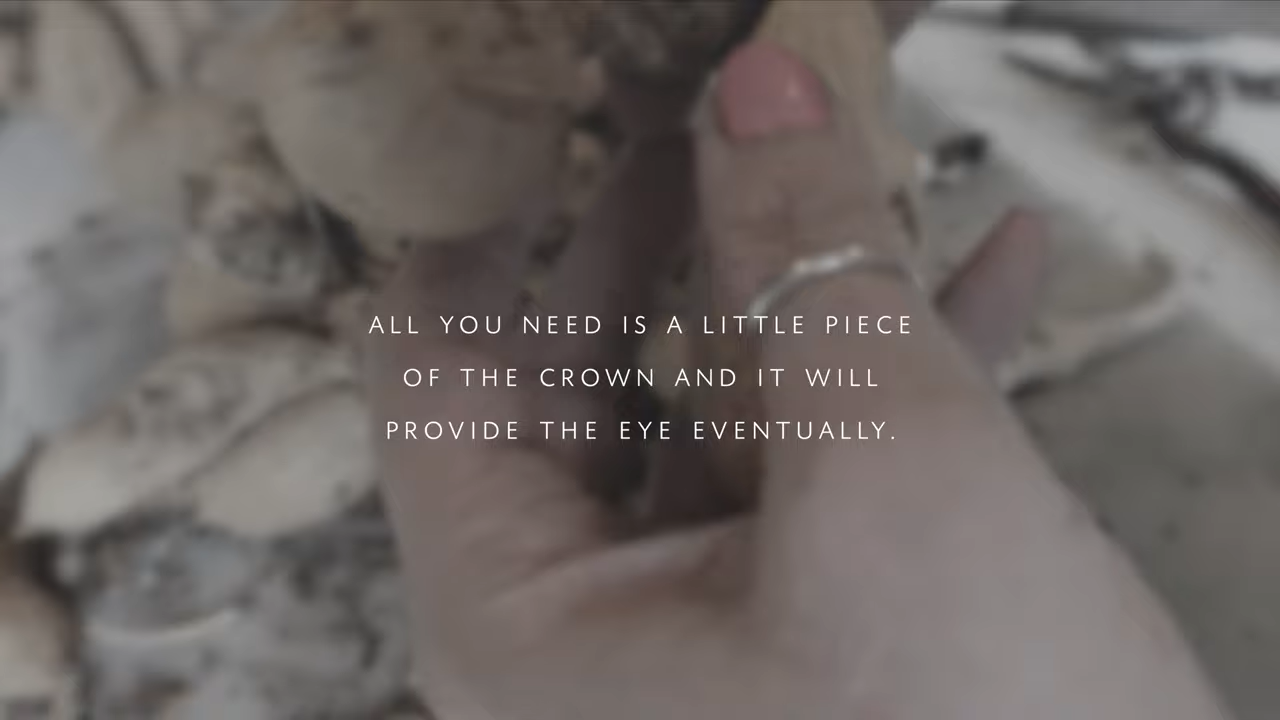 ALL YOU NEED IS A LITTLE PIECE
OF THE CROWN AND IT WILL
PROVIDE THE EYE EVENTUALLY.